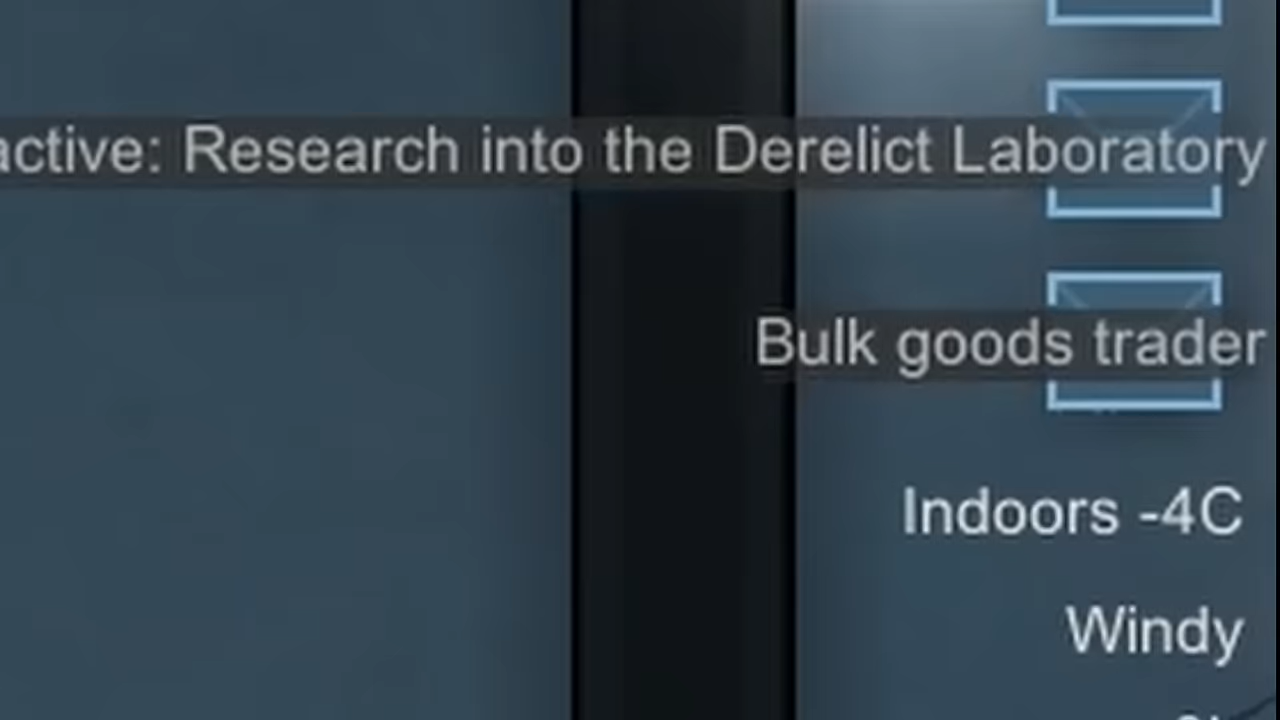 active: Research into the Derelict Laboratory
Bulk goods trader
Indoors -4C
Windy